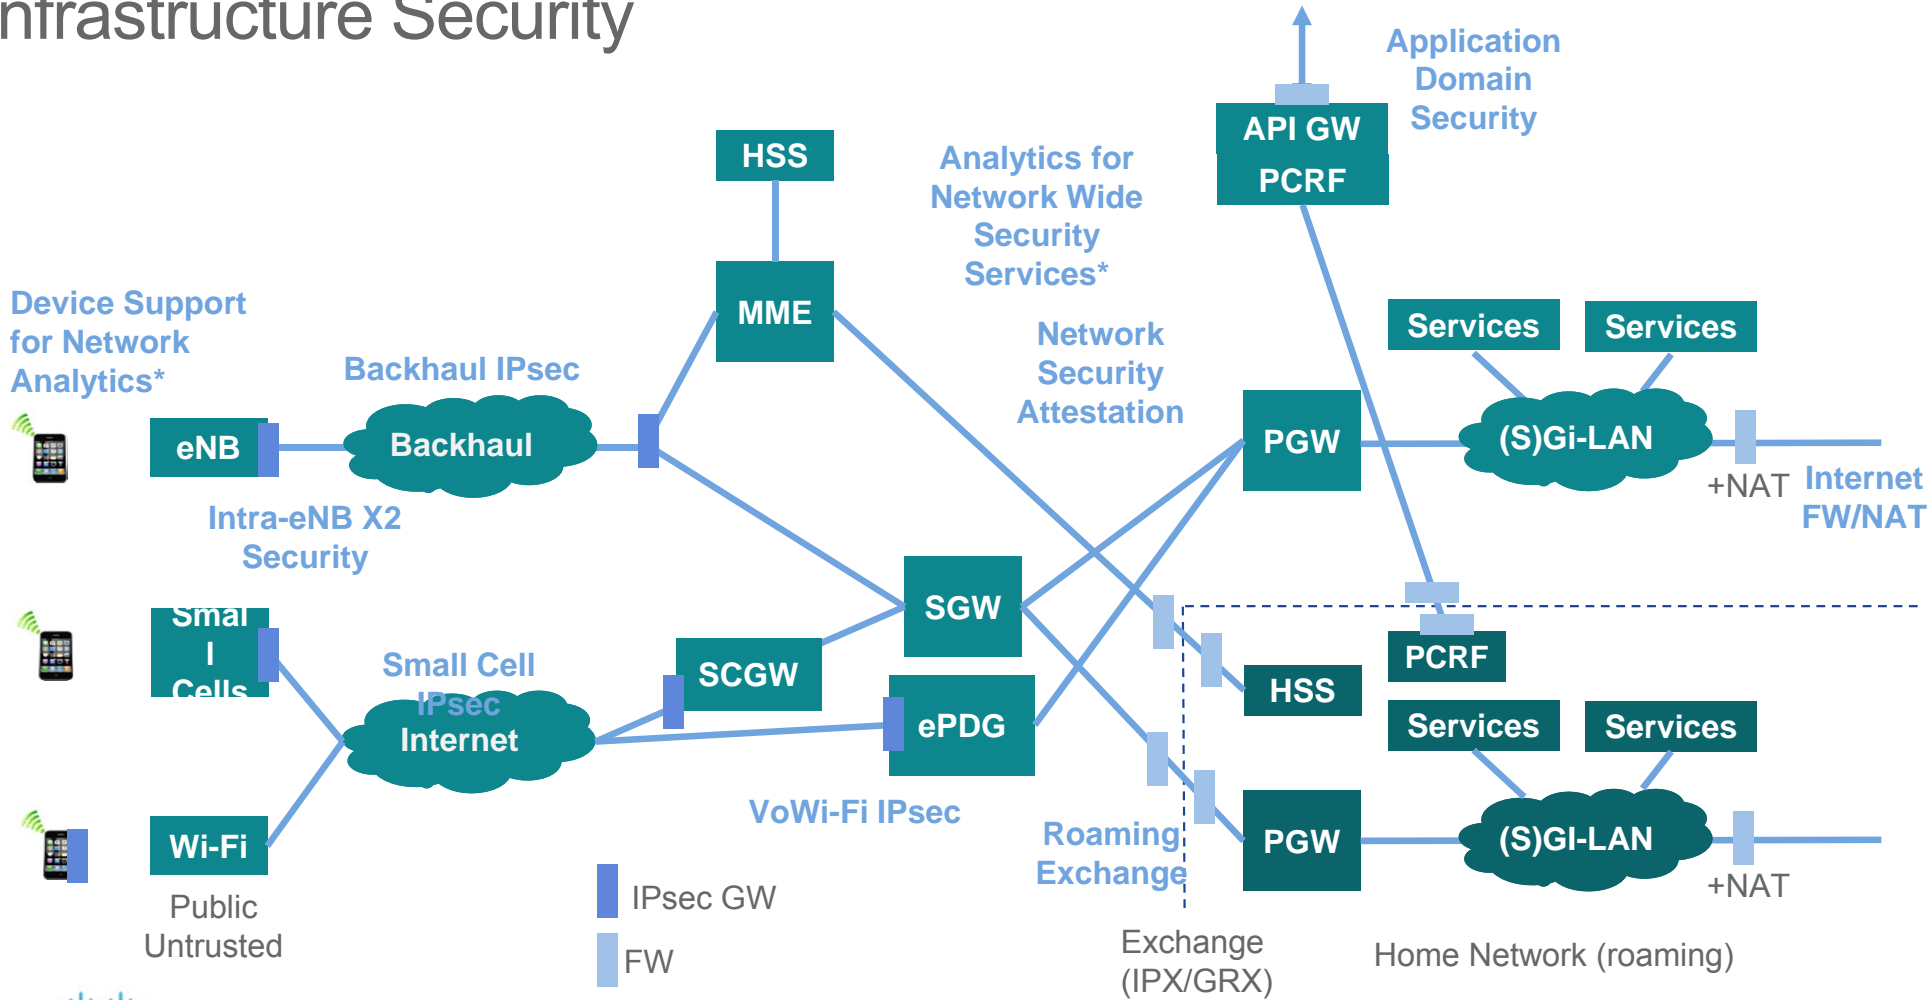 nfrastructure Security
Application
Domain
Security
API GW
PCRF
HSS
Analytics for
Network Wide
Security
Services*
MME
Device Support
for Network
Analytics*
Network
Security
Attestation
Services
Services
Backhaul IPsec
eNB
Backhaul
PGW
(S)Gi-LAN
+NAT
Internet
FW/NAT
Intra-eNB X2
Security
SGW
Smal
l
Cells
Small Cell
IPsec
Internet
SCGW
ePDG
HSS
PCRF
Services
Services
VoWi-Fi IPsec
Wi-Fi
Public
Untrusted
Roaming
Exchange
PGW
(S)GI-LAN
+NAT
IPsec GW
FW
Exchange
(IPX/GRX)
Home Network (roaming)